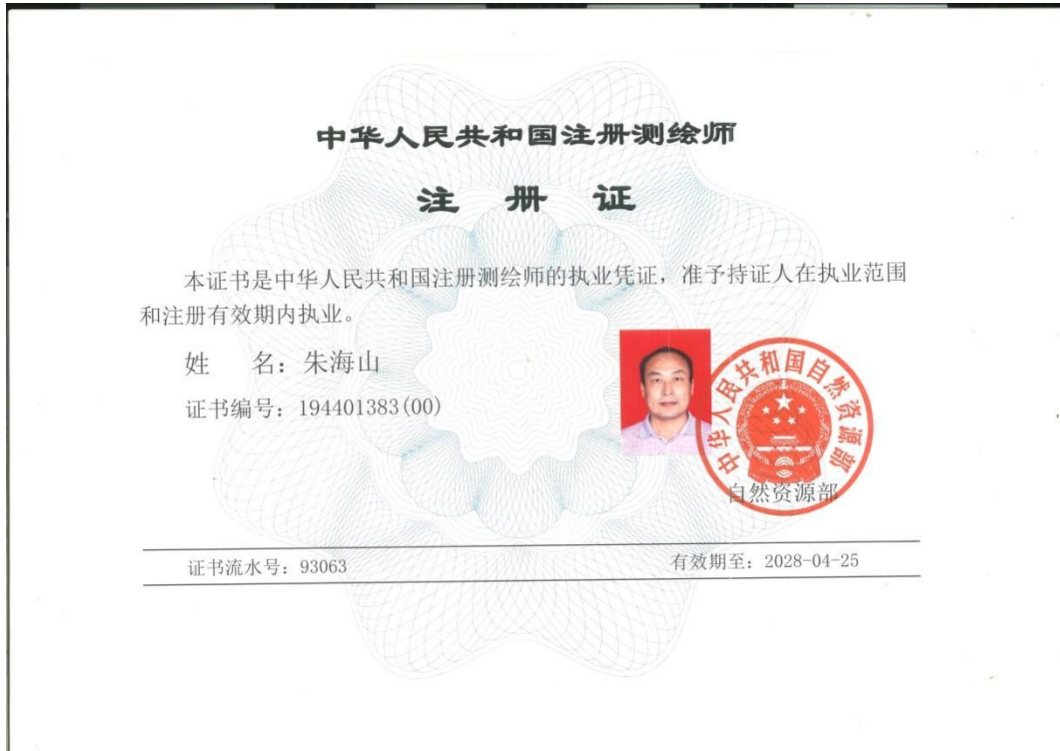 中华人民共和国注册测绘师
注 册 证
本证书是中华人民共和国注册测绘师的执业凭证，准予持证人在执业范围
和注册有效期内执业。
姓 名：朱海山
证书编号：194401383(00)
中华人民共和国自然资源部
自然资源部
证书流水号：93063
有效期至：2028-04-25